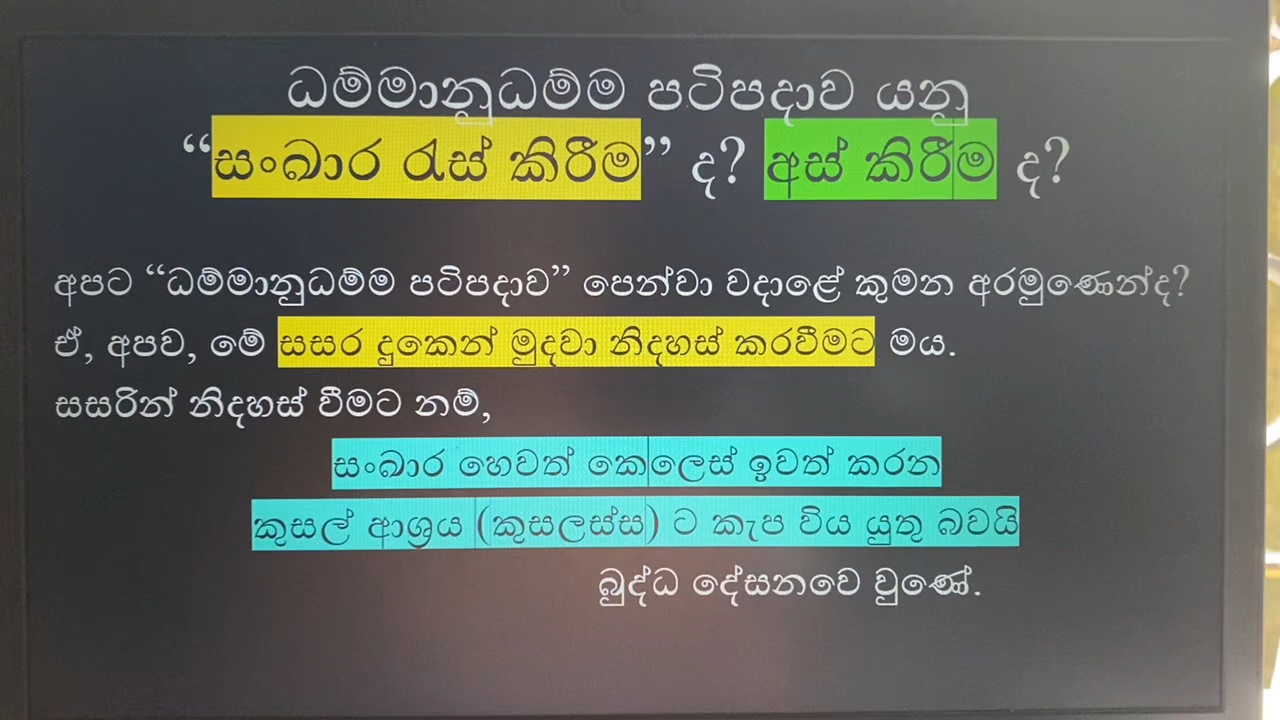 ධම්මානුධම්ම පටිපදාව යනු
“සංඛාර රැස් කිරීම” ද? අස් කිරීම ද?
අපට “ධම්මානුධම්ම පටිපදාව” පෙන්වා වදාළේ කුමන අරමුණෙන්ද?
ඒ, අපව, මේ සසර දුකෙන් මුදවා නිදහස් කරවීමට මය.
සසරින් නිදහස් වීමට නම්,
සංඛාර හෙවත් කෙලෙස් ඉවත් කරන
කුසල් ආශ්‍රය (කුසලස්ස) ට කැප විය යුතු බවයි
බුද්ධ දේසනාවෙ වුණේ.